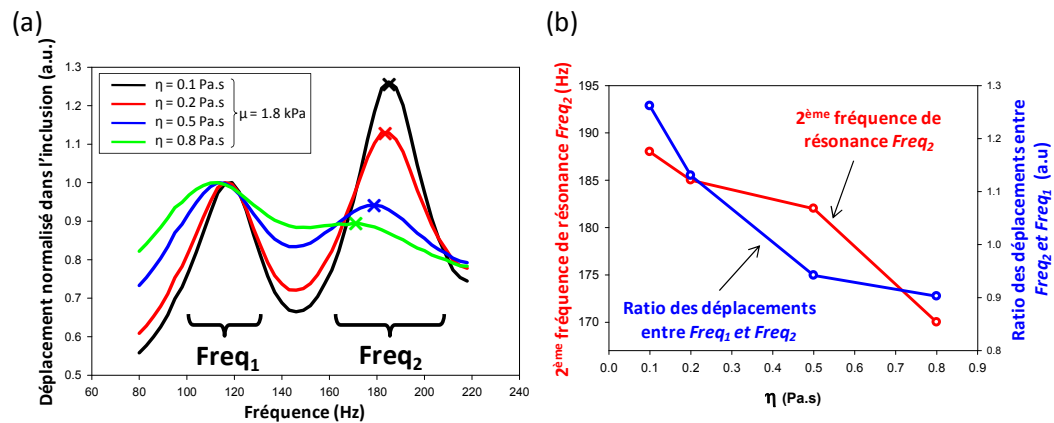 (a)
Déplacement normalisé dans l'inclusion (a.u.)
1.3
1.2
1.1
1.0
0.9
0.8
0.7
0.6
0.5
η = 0.1 Pa.s
η = 0.2 Pa.s
η = 0.5 Pa.s
η = 0.8 Pa.s
μ = 1.8 kPa
Freq1
Freq2
60 80 100 120 140 160 180 200 220 240
Fréquence (Hz)
(b)
2ème fréquence de résonance Freq2 (Hz)
195
190
185
180
175
170
2ème fréquence de
résonance Freq2
Ratio des déplacements
entre Freq1 et Freq2
0.0 0.1 0.2 0.3 0.4 0.5 0.6 0.7 0.8 0.9
η (Pa.s)
1.3
1.2
1.1
1.0
0.9
0.8
Ratio des déplacements entre
Freq2 et Freq1 (a.u)